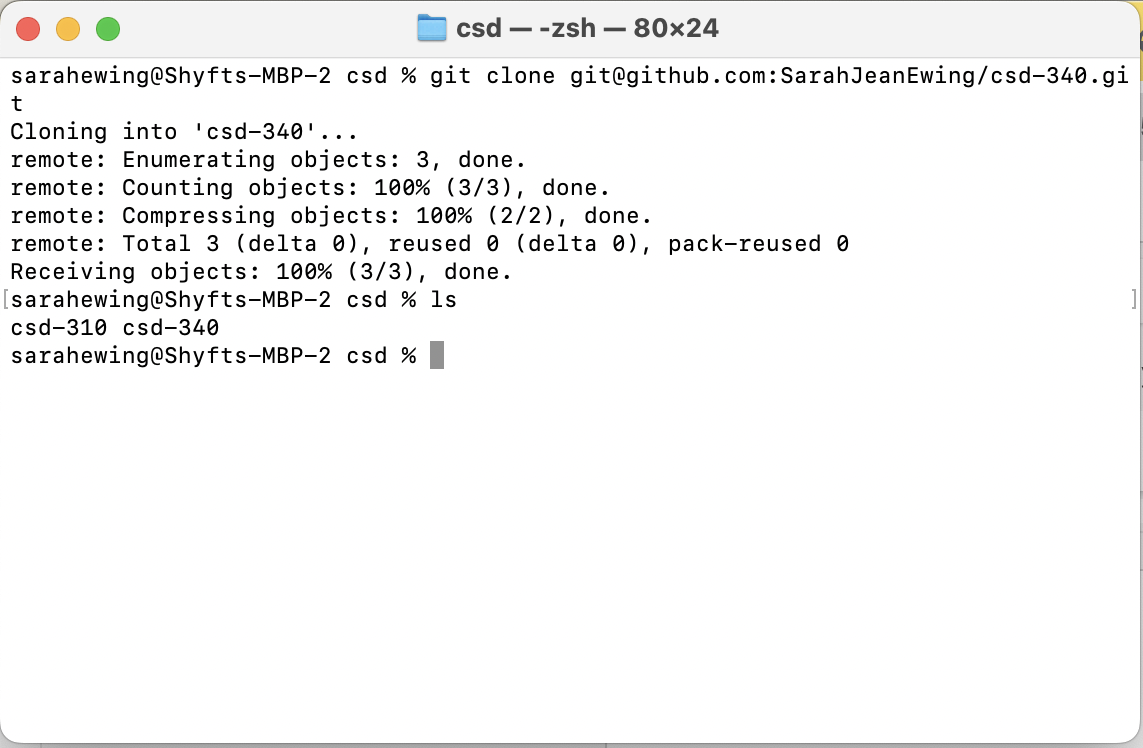 csd — -zsh — 80×24
sarahewing@Shyfts-MBP-2 csd % git clone git@github.com:SarahJeanEwing/csd-340.gi
t
Cloning into 'csd-340'...
remote: Enumerating objects: 3, done.
remote: Counting objects: 100% (3/3), done.
remote: Compressing objects: 100% (2/2), done.
remote: Total 3 (delta 0), reused 0 (delta 0), pack-reused 0
Receiving objects: 100% (3/3), done.
[sarahewing@Shyfts-MBP-2 csd % ls ]
csd-310 csd-340
sarahewing@Shyfts-MBP-2 csd %